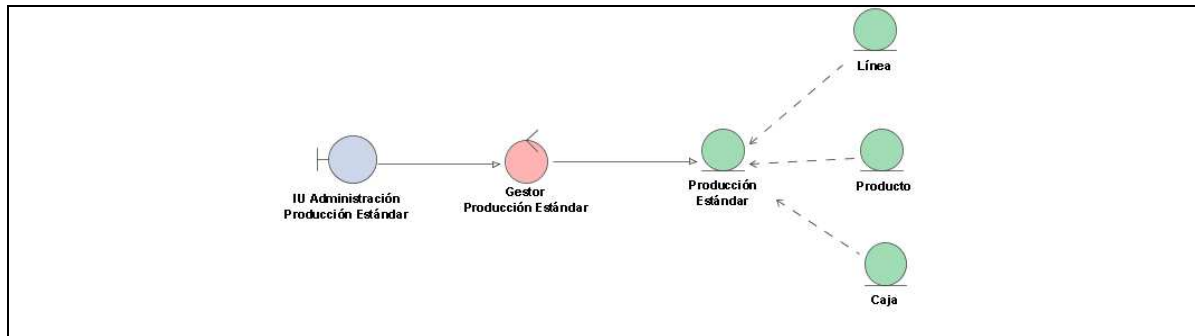 Línea
IU Administración
Producción Estándar
Gestor
Producción Estándar
Producción
Estándar
Producto
Caja